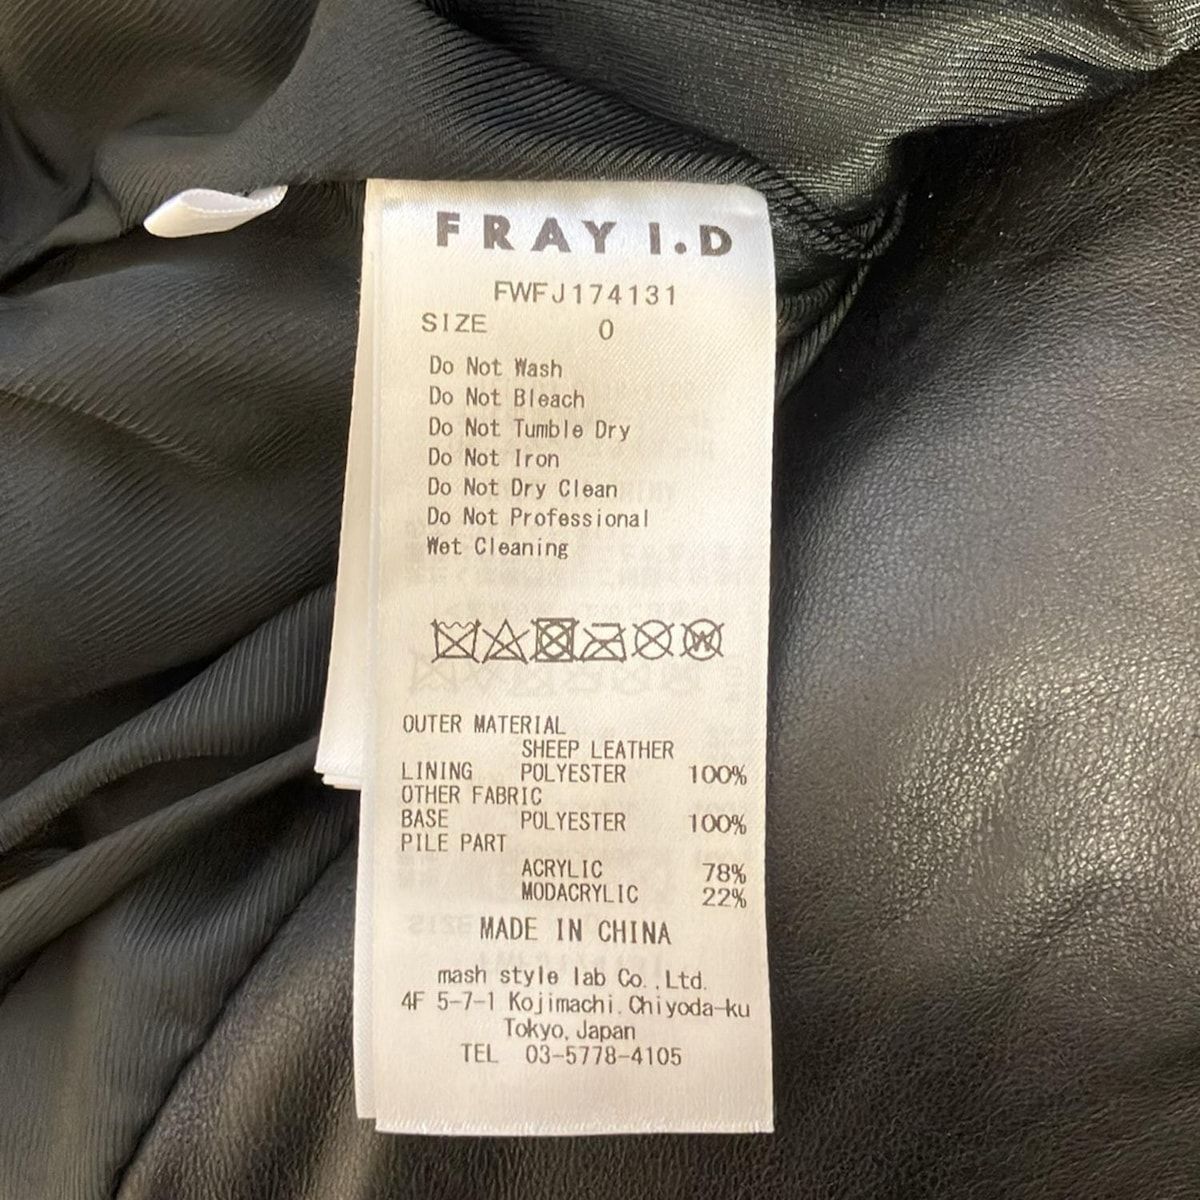 FRAY I.D
FWFJ174131
SIZE 0
Do Not Wash
Do Not Bleach
Do Not Tumble Dry
Do Not Iron
Do Not Dry Clean
Do Not Professional
Wet Cleaning
W
OUTER MATERIAL
SHEEP LEATHER
LINING POLYESTER 100%
OTHER FABRIC
BASE POLYESTER 100%
PILE PART
ACRYLIC 78%
MODACRYLIC 22%
MADE IN CHINA
mash style lab Co.,Ltd.
4F 5-7-1 Kojimachi.Chiyoda-ku
Tokyo,Japan
TEL 03-5778-4105